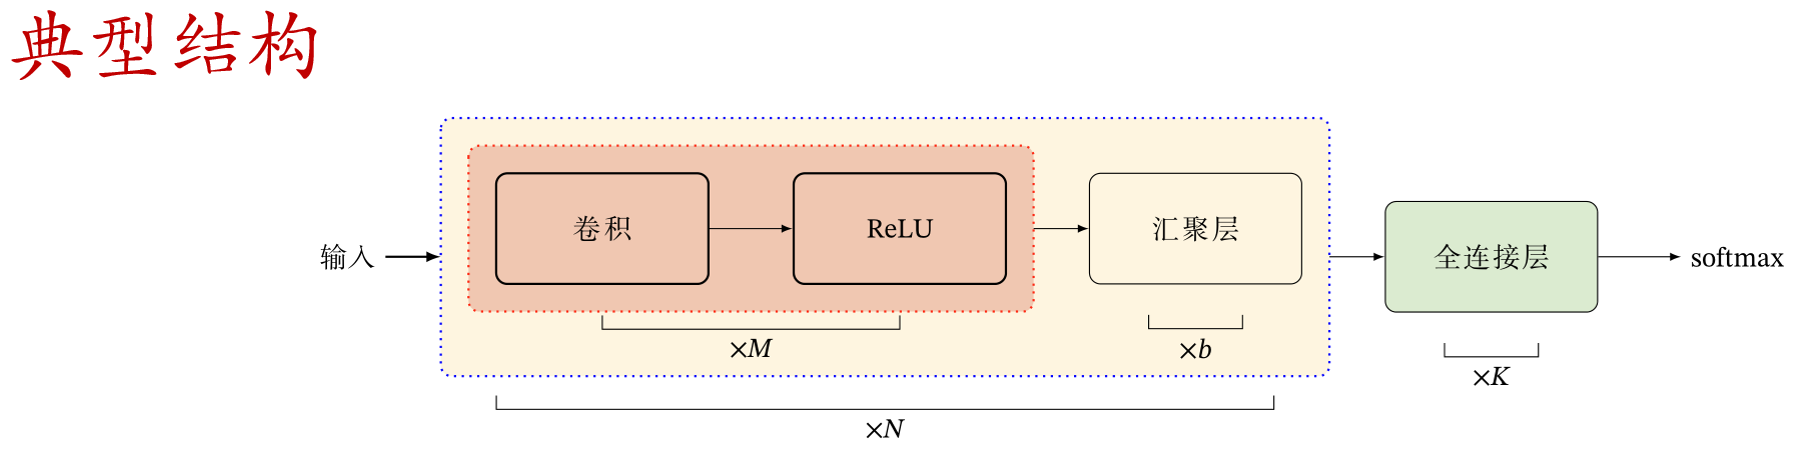 典型结构
输入
卷积
ReLU
汇聚层
全连接层
softmax
×M
×b
×K
×N